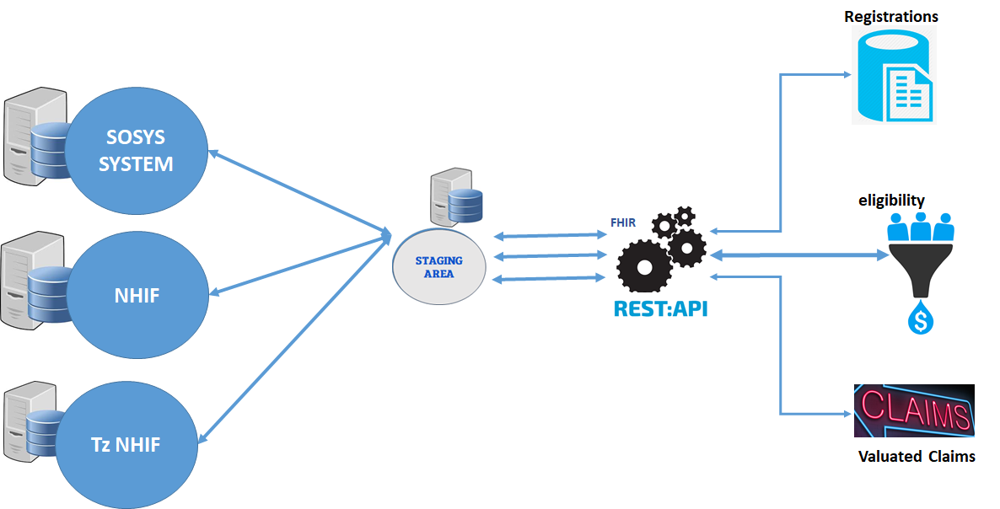 Registrations
SOSYS
SYSTEM
eligibility
FHIR
STAGING
AREA
NHIF
REST:API
$
CLAIMS
Tz NHIF
Valuated Claims